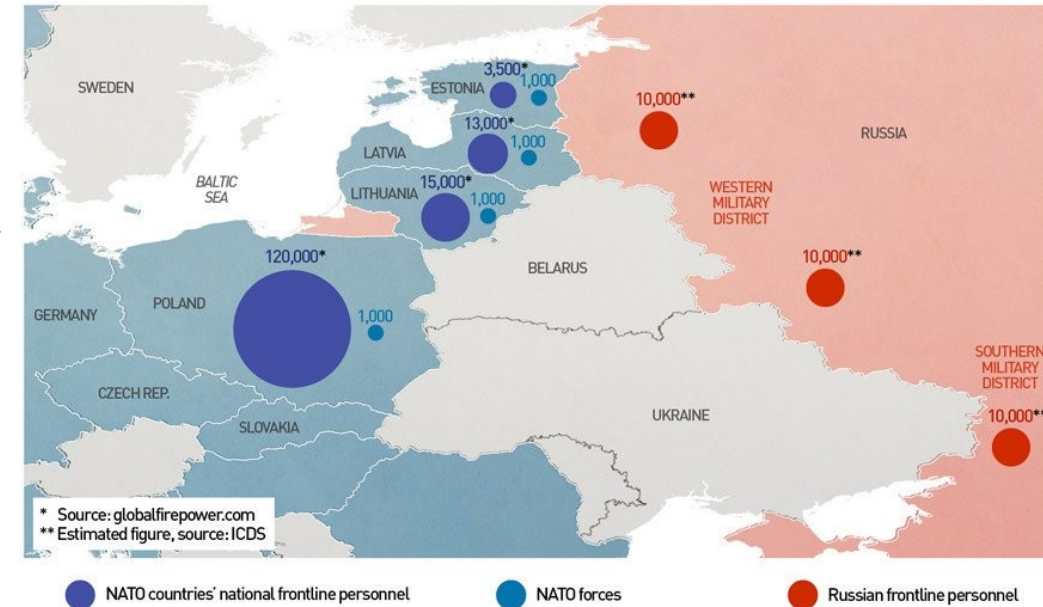 SWEDEN
3,500*
1,000
ESTONIA
10,000**
13,000*
1,000
RUSSIA
LATVIA
BALTIC
SEA
15,000*
LITHUANIA
1,000
WESTERN
MILITARY
DISTRICT
120,000*
10,000**
BELARUS
POLAND
GERMANY
1,000
SOUTHERN
MILITARY
DISTRICT
CZECH REP.
10,000**
UKRAINE
SLOVAKIA
* Source: globalfirepower.com
** Estimated figure, source: ICDS
NATO countries' national frontline personnel
NATO forces
Russian frontline personnel